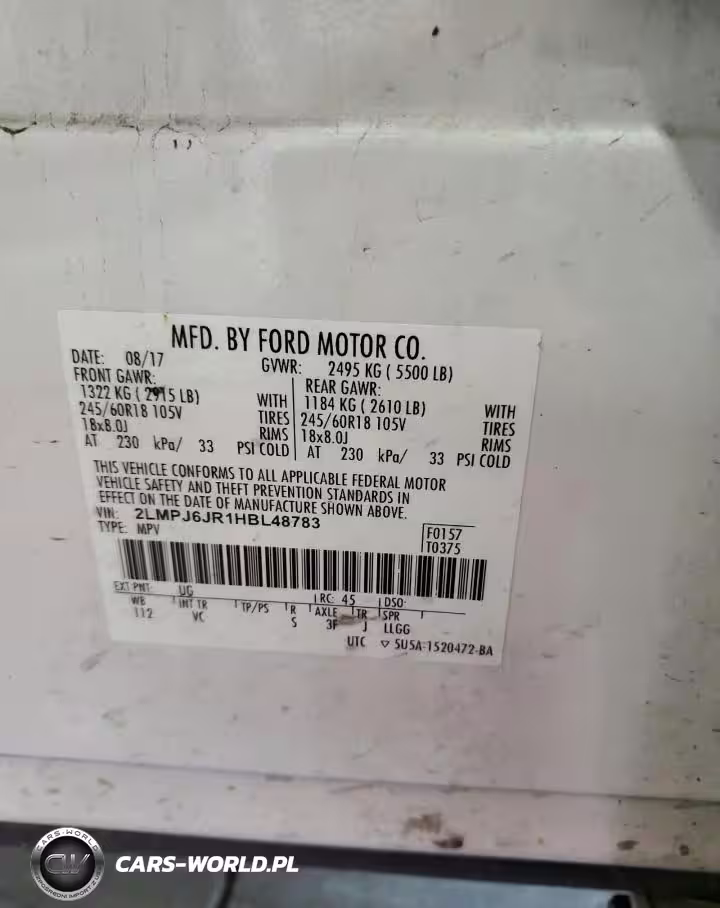 MFD. BY FORD MOTOR CO.
DATE: 08/17 GVWR: 2495 KG ( 5500 LB)
FRONT GAWR: REAR GAWR:
1322 KG ( 2915 LB) WITH 1184 KG ( 2610 LB) WITH
245/60R18 105V TIRES 245/60R18 105V TIRES
18x8.0J RIMS 18x8.0J RIMS
AT 230 kPa/ 33 PSI COLD AT 230 kPa/ 33 PSI COLD
THIS VEHICLE CONFORMS TO ALL APPLICABLE FEDERAL MOTOR
VEHICLE SAFETY AND THEFT PREVENTION STANDARDS IN
EFFECT ON THE DATE OF MANUFACTURE SHOWN ABOVE.
VIN: 2LMPJ6JR1HBL48783
TYPE: MPV
F0157
T0375
EXT PNT: UG RC: 45 DSO:
WB INT TR TP/PS R AXLE TR SPR
112 VC S 3F J LLGG
UTC ▽ 5U5A-1520472-BA
CARS-WORLD
CW
CARS-WORLD.PL